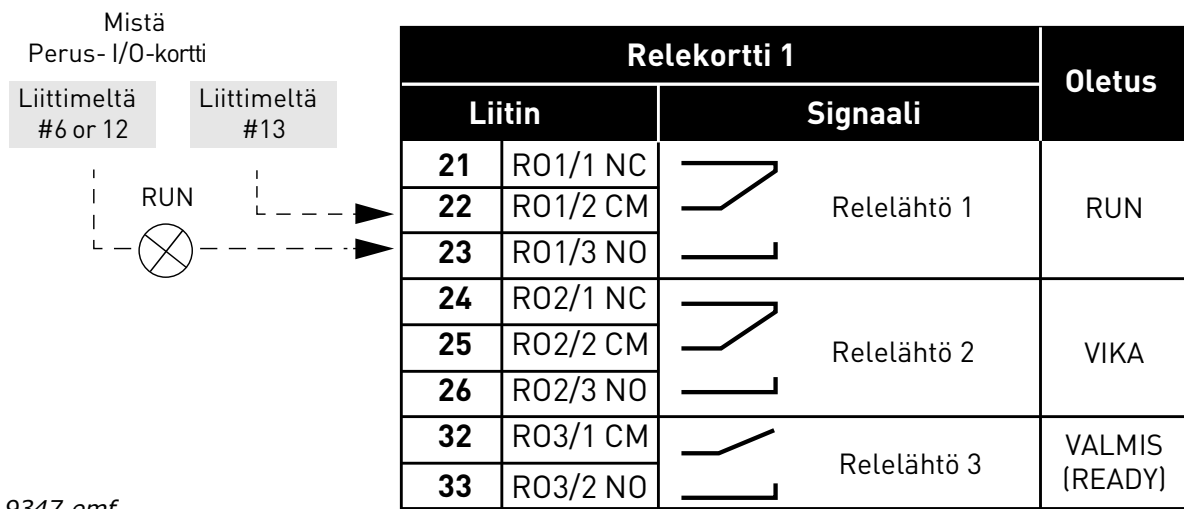 Mistä
Perus- I/O-kortti
Liittimeltä
#6 or 12
Liittimeltä
#13
RUN
Relekortti 1
Oletus
Liitin
Signaali
21 RO1/1 NC
22 RO1/2 CM
23 RO1/3 NO
Relelähtö 1
RUN
24 RO2/1 NC
25 RO2/2 CM
26 RO2/3 NO
Relelähtö 2
VIKA
32 RO3/1 CM
33 RO3/2 NO
Relelähtö 3
VALMIS
(READY)
9347.emf